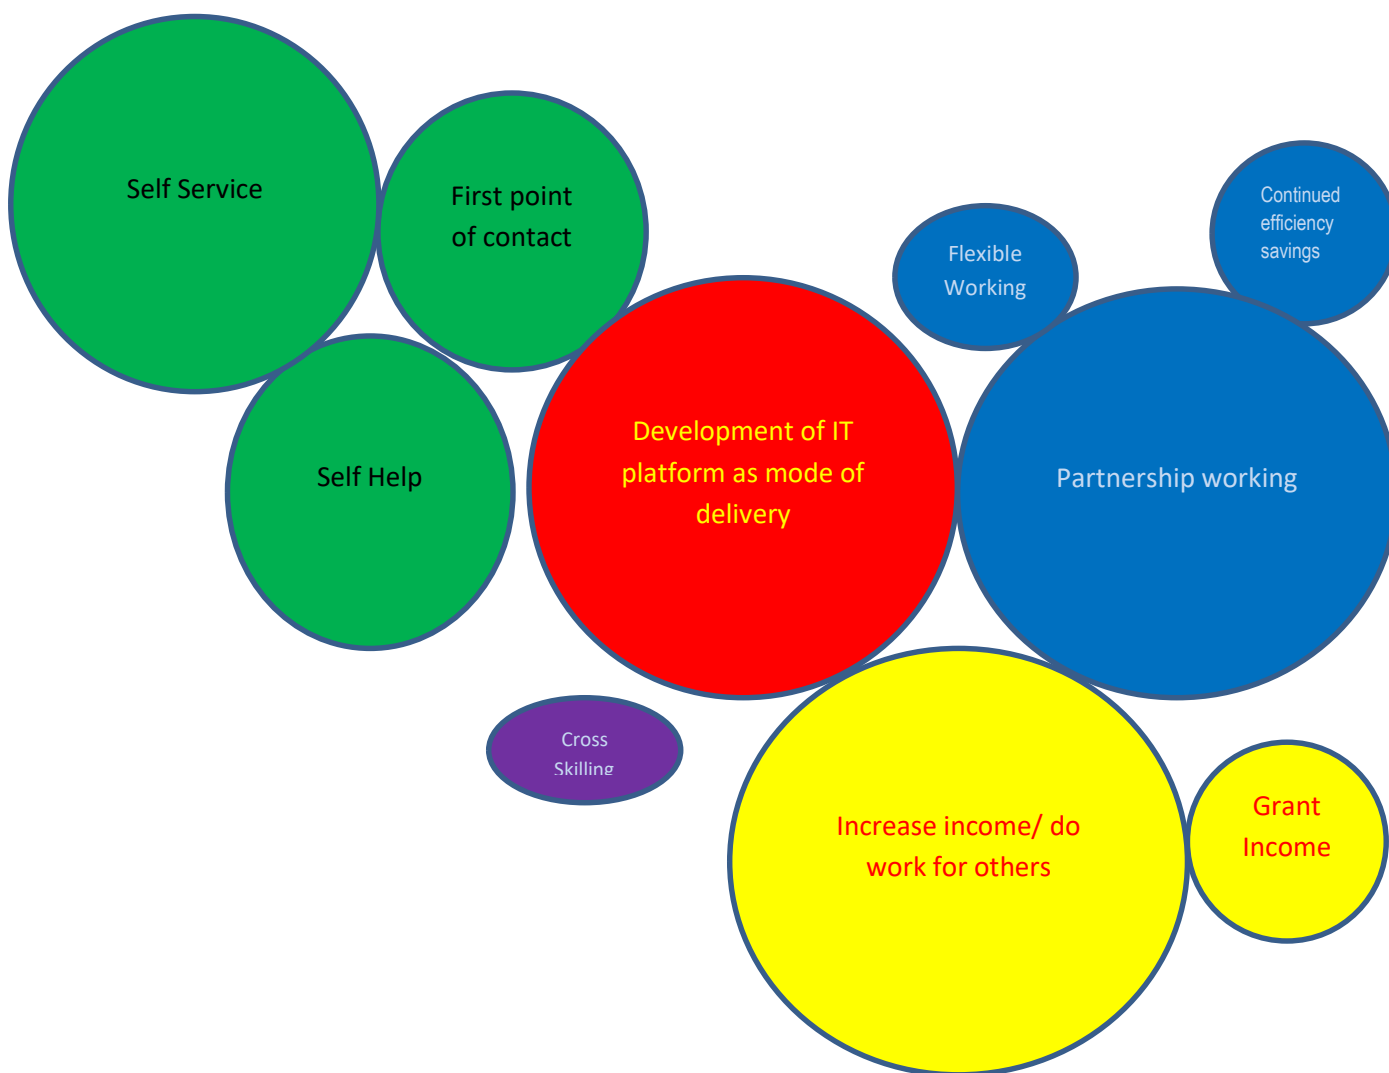 Self Service
First point
of contact
Continued
efficiency
savings
Flexible
Working
Development of IT
platform as mode of
delivery
Self Help
Partnership working
Cross
Skilling
Increase income/ do
work for others
Grant
Income